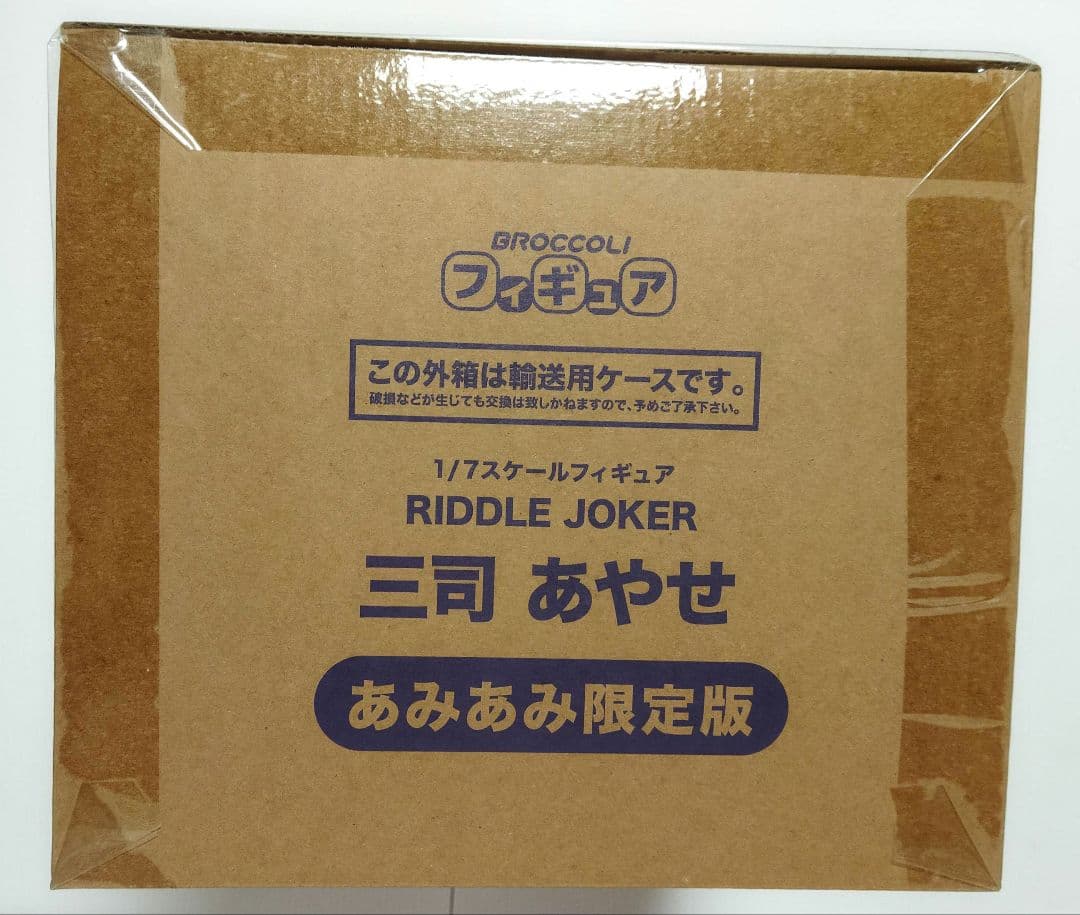 BROCCOLI
フィギュア
この外箱は輸送用ケースです。
破損などが生じても交換は致しかねますので、予めご了承下さい。
1/7スケールフィギュア
RIDDLE JOKER
三司 あやせ
あみあみ限定版